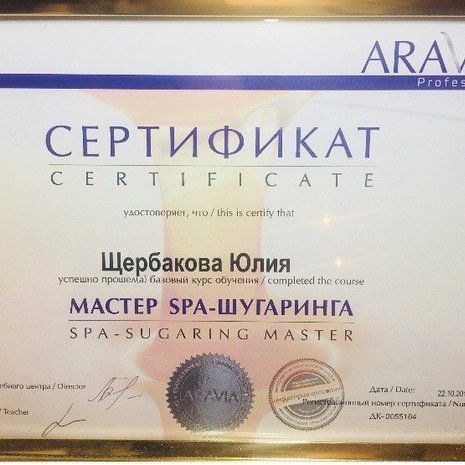 ARAV
Profes
СЕРТИФИКАТ
CERTIFICATE
удостоверяет, что / this is certify that
Щербакова Юлия
успешно прошел(а) базовый курс обучения / completed the course
МАСТЕР SPA-ШУГАРИНГА
SPA-SUGARING MASTER
ебного центра / Director
/ Teacher
ARAVIA
Дата / Date: 22.10.20
Регистрационный номер сертификата / Nu
ДК-0055164